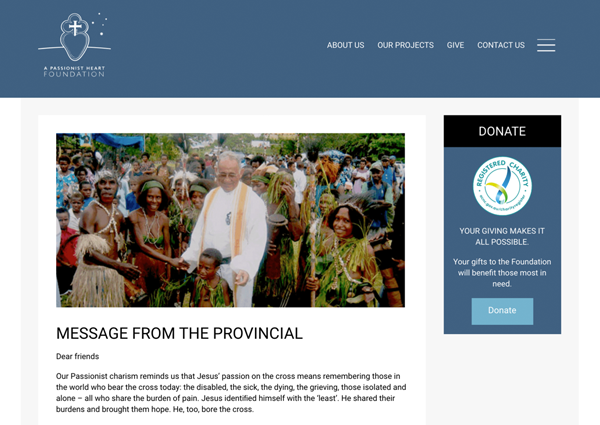 A PASSIONIST HEART
FOUNDATION
ABOUT US
OUR PROJECTS
GIVE
CONTACT US
DONATE
REGISTERED CHARITY
YOUR GIVING MAKES IT
ALL POSSIBLE.
Your gifts to the Foundation
will benefit those most in
need.
Donate
MESSAGE FROM THE PROVINCIAL
Dear friends
Our Passionist charism reminds us that Jesus’ passion on the cross means remembering those in
the world who bear the cross today: the disabled, the sick, the dying, the grieving, those isolated and
alone – all who share the burden of pain. Jesus identified himself with the ‘least’. He shared their
burdens and brought them hope. He, too, bore the cross.